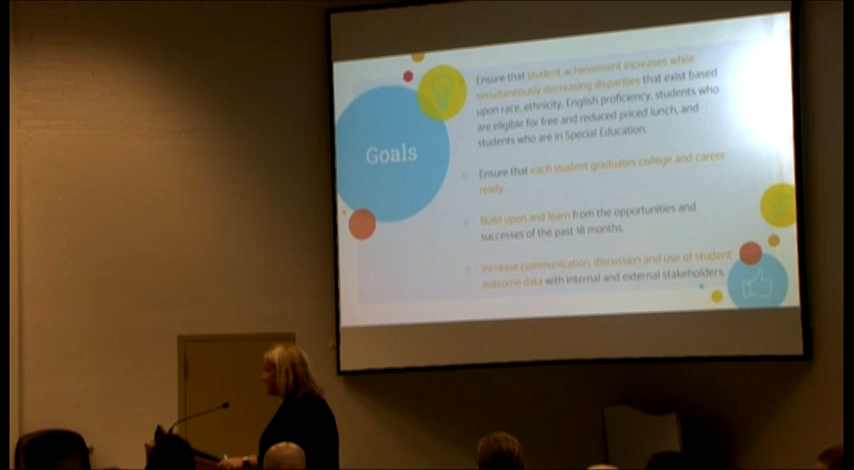 Goals
Ensure that student achievement increases while
simultaneously decreasing disparities that exist based
upon race, ethnicity, English proficiency, students who
are eligible for free and reduced priced lunch, and
students who are in Special Education.
Ensure that each student graduates college and career
ready.
Build upon and learn from the opportunities and
successes of the past 18 months.
Increase communication, discussion and use of student
outcome data with internal and external stakeholders.